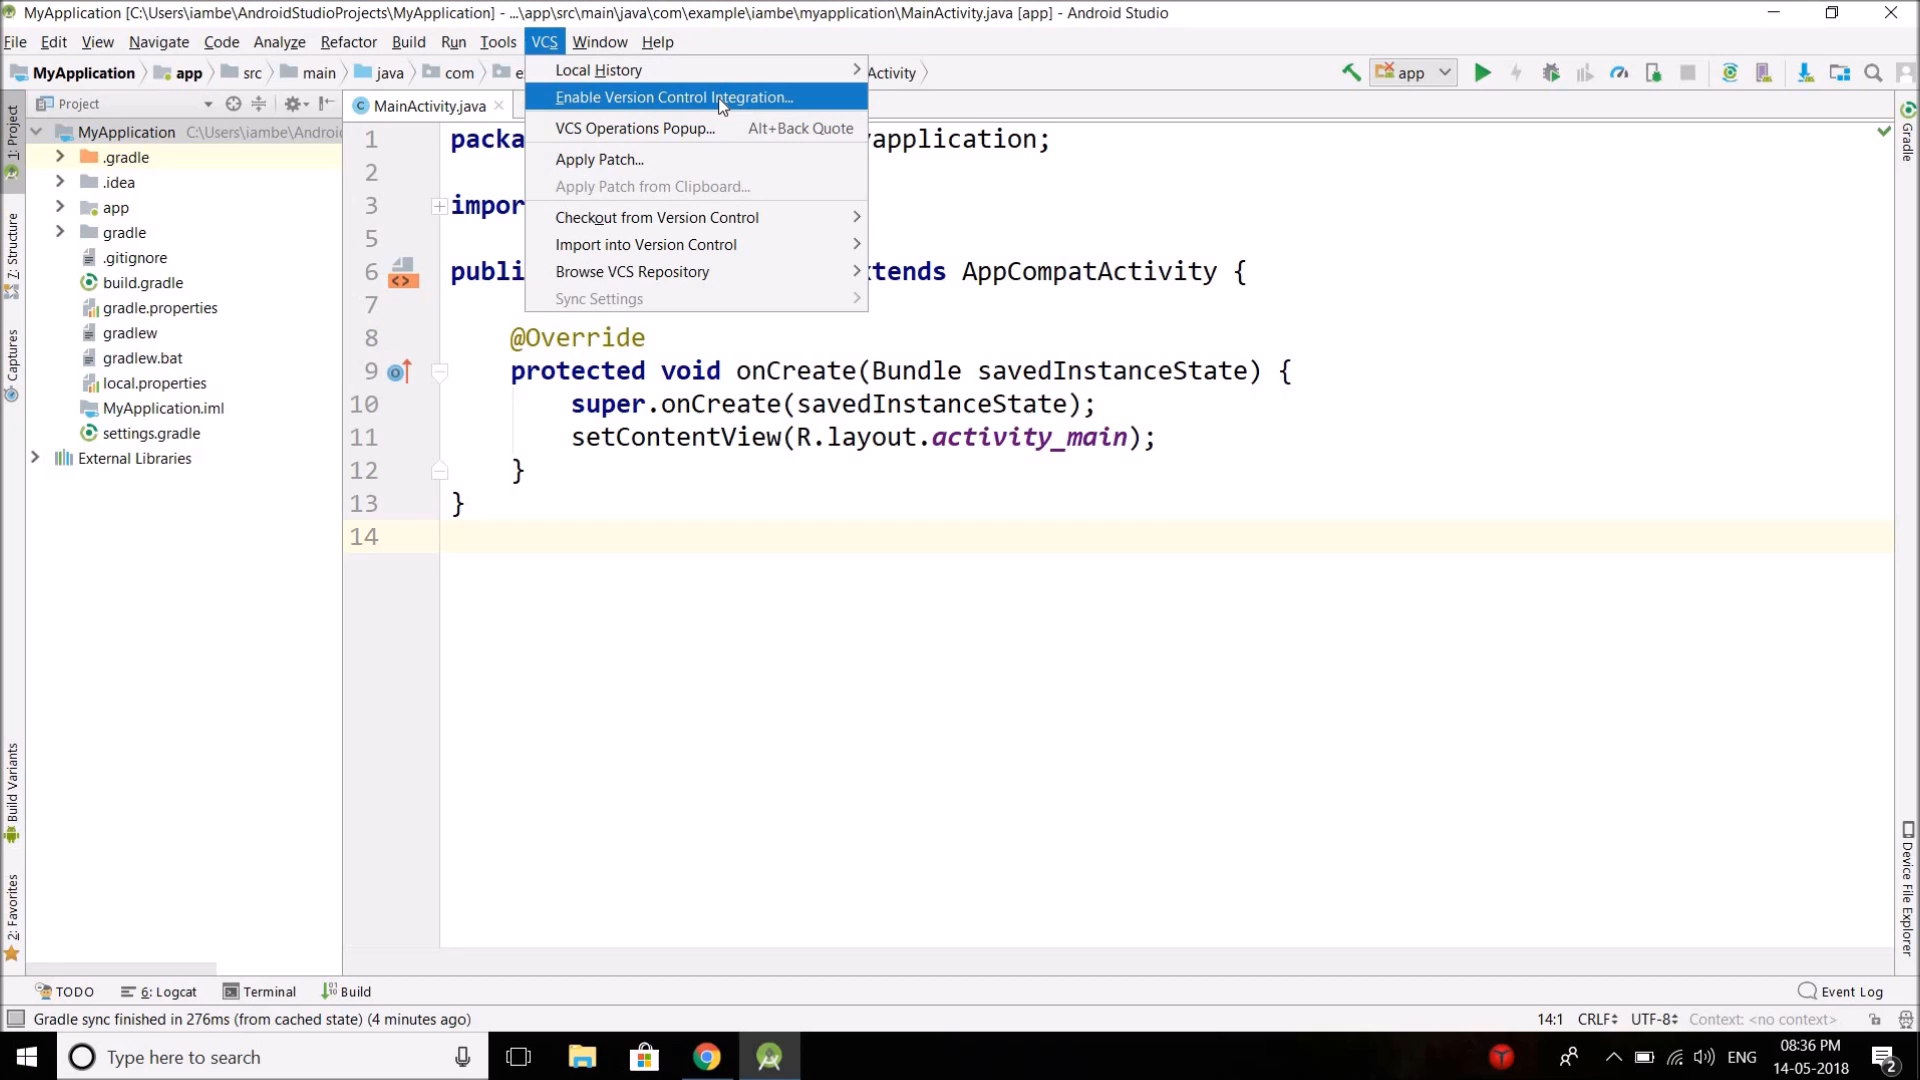 MyApplication [C:\Users\iambe\AndroidStudioProjects\MyApplication] - ...\app\src\main\java\com\example\iambe\myapplication\MainActivity.java [app] - Android Studio
File Edit View Navigate Code Analyze Refactor Build Run Tools VCS Window Help
MyApplication app src main java com e Activity app
Project
MainActivity.java
Local History
Enable Version Control Integration...
VCS Operations Popup... Alt+Back Quote
Apply Patch...
Apply Patch from Clipboard...
Checkout from Version Control
Import into Version Control
Browse VCS Repository
Sync Settings
MyApplication C:\Users\iambe\Androi
.gradle
.idea
app
gradle
.gitignore
build.gradle
gradle.properties
gradlew
gradlew.bat
local.properties
MyApplication.iml
settings.gradle
External Libraries
1: Project
7: Structure
Captures
Build Variants
2: Favorites
1 packa yapplication;
2
3 impor
5
6 publi tends AppCompatActivity {
7
8 @Override
9 protected void onCreate(Bundle savedInstanceState) {
10 super.onCreate(savedInstanceState);
11 setContentView(R.layout.activity_main);
12 }
13 }
14
Gradle
Device File Explorer
TODO 6: Logcat Terminal Build Event Log
Gradle sync finished in 276ms (from cached state) (4 minutes ago) 14:1 CRLF UTF-8 Context: <no context>
Type here to search ENG 08:36 PM
14-05-2018 2